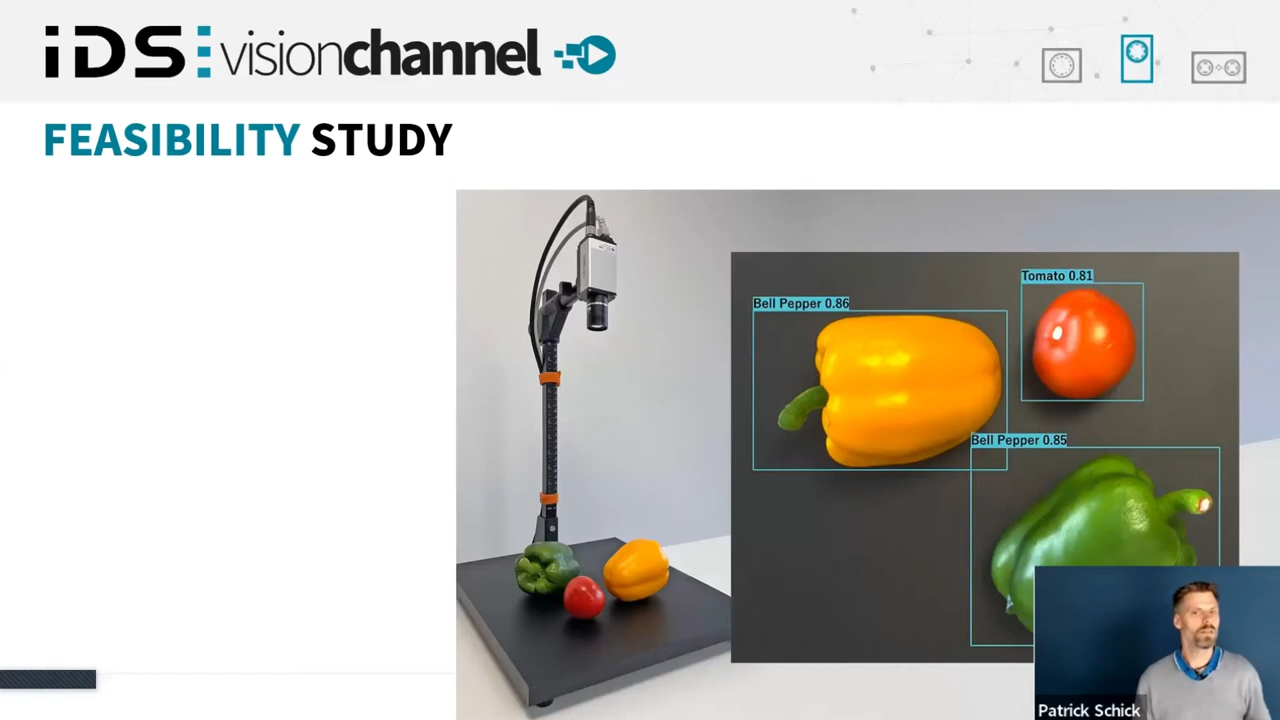 iDS visionchannel
FEASIBILITY STUDY
Tomato 0.81
Bell Pepper 0.86
Bell Pepper 0.85
Patrick Schick